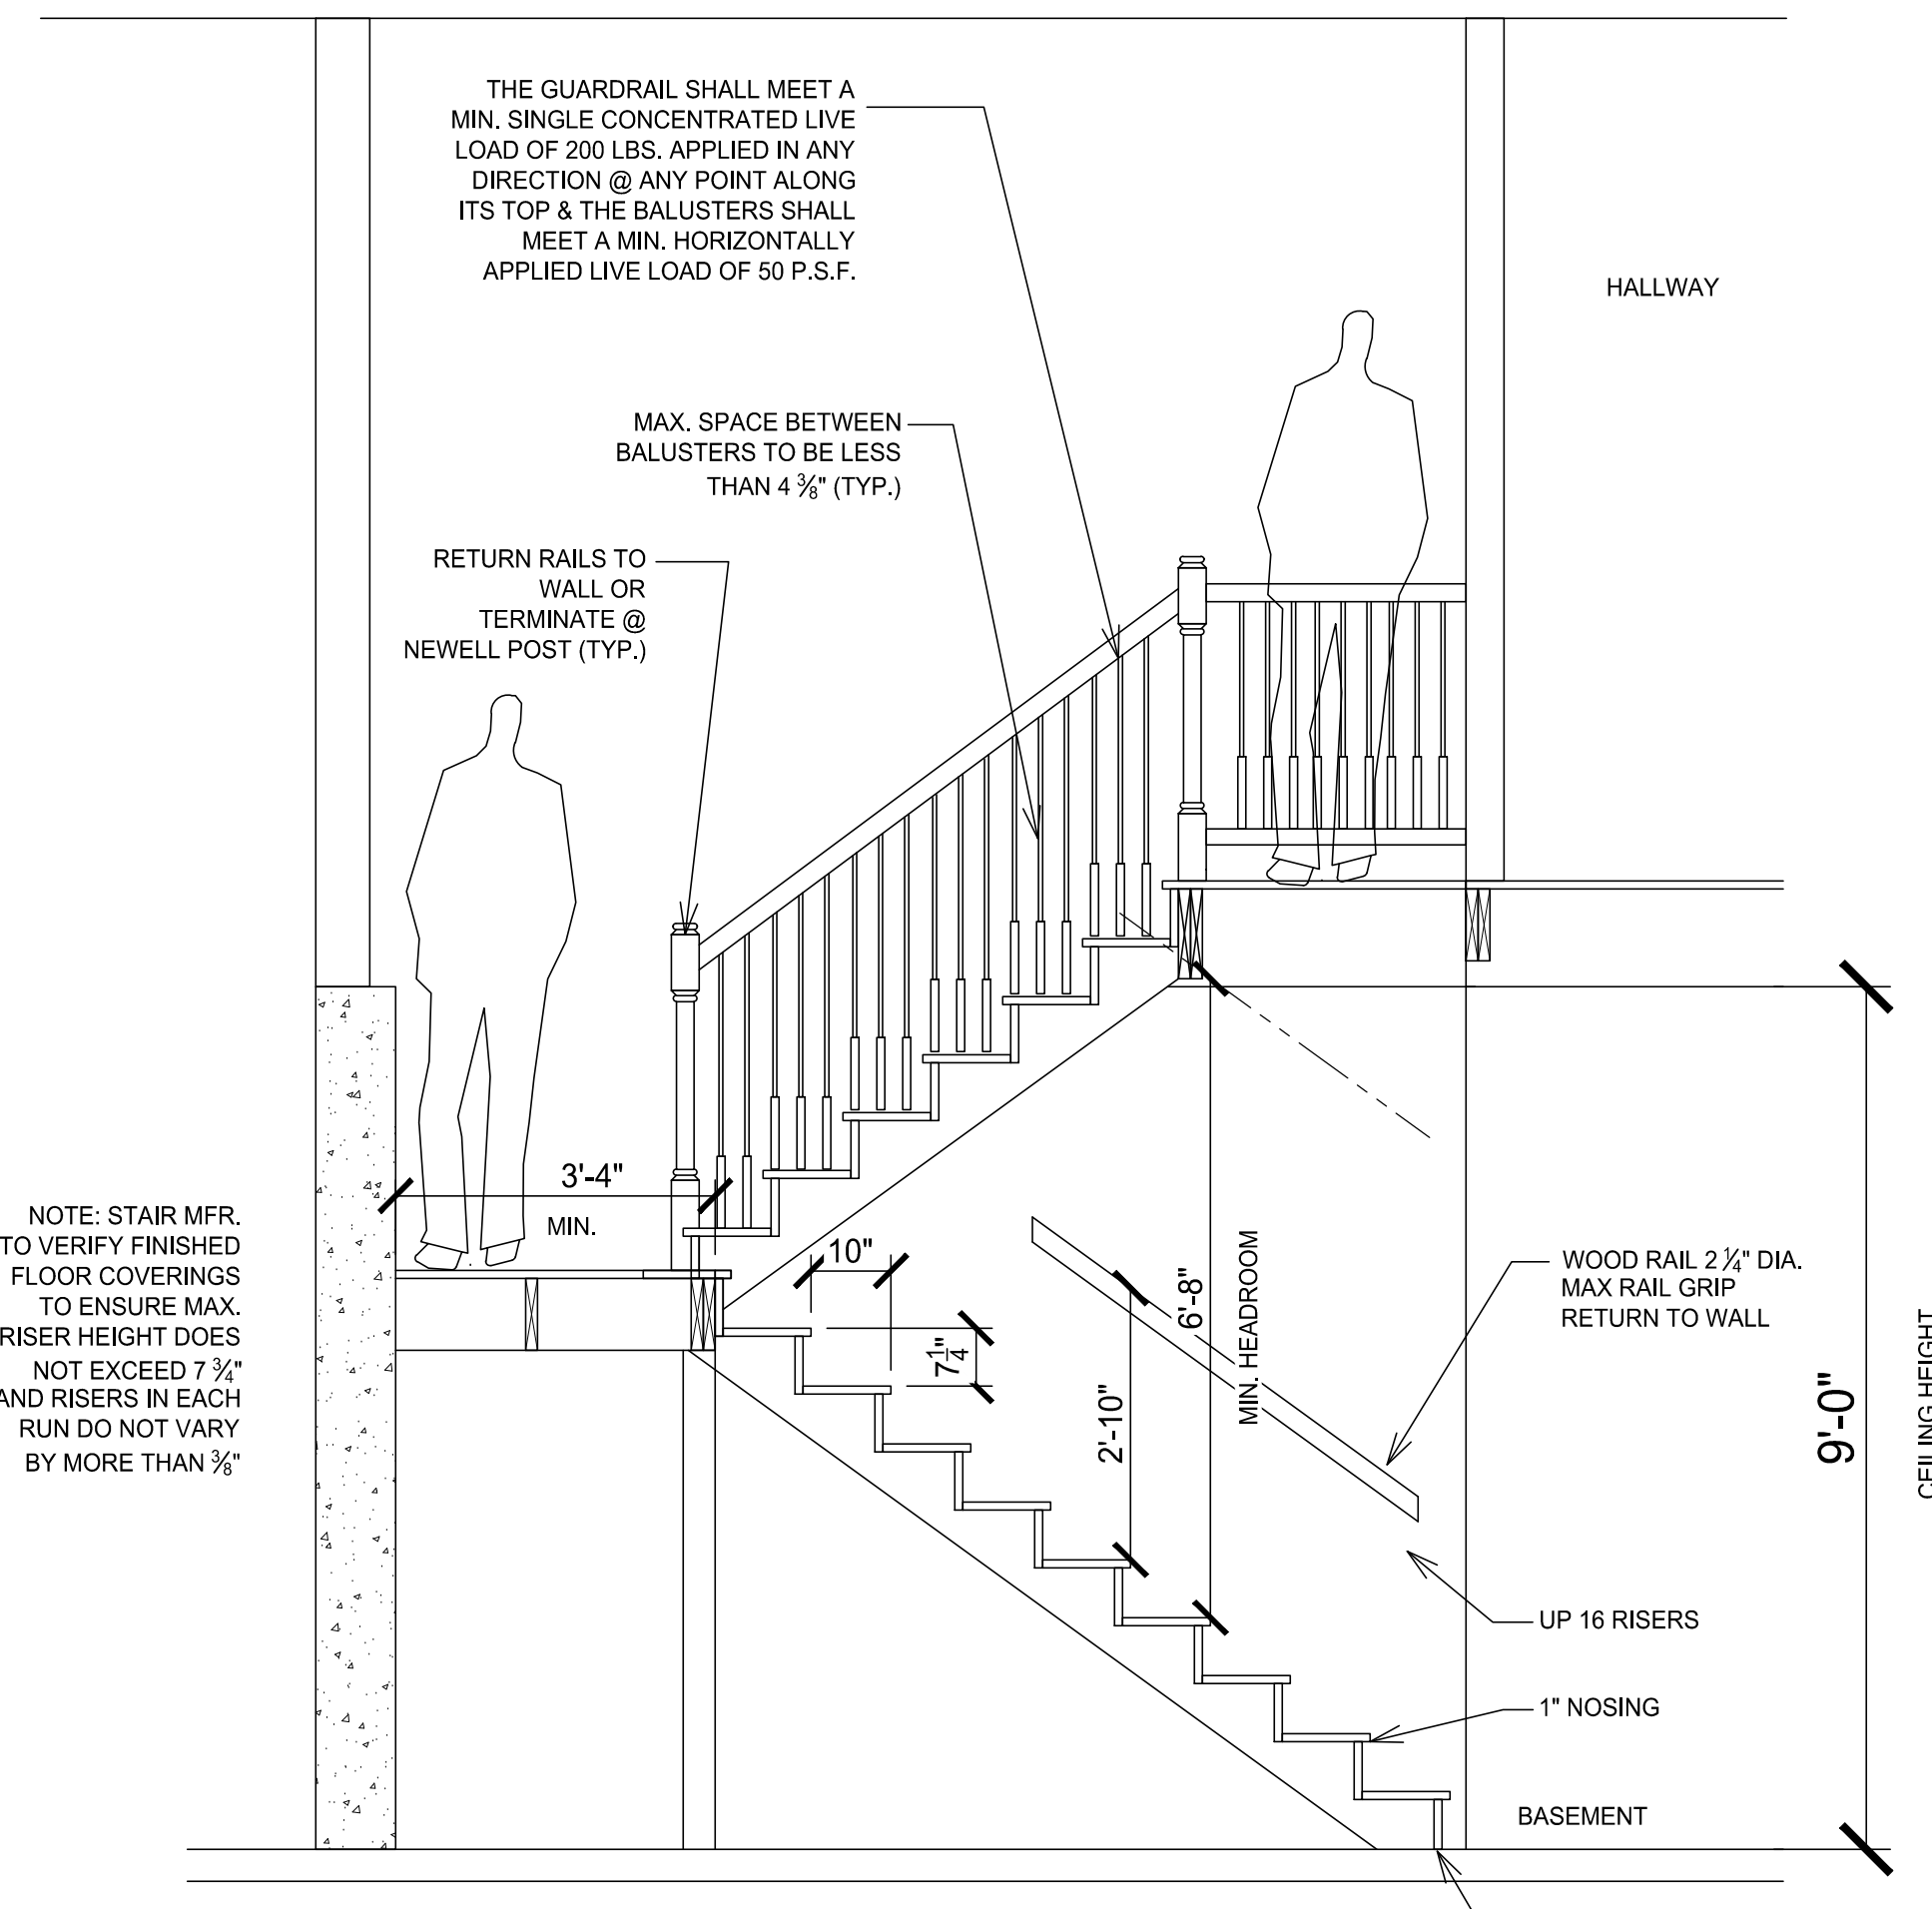 THE GUARDRAIL SHALL MEET A
MIN. SINGLE CONCENTRATED LIVE
LOAD OF 200 LBS. APPLIED IN ANY
DIRECTION @ ANY POINT ALONG
ITS TOP & THE BALUSTERS SHALL
MEET A MIN. HORIZONTALLY
APPLIED LIVE LOAD OF 50 P.S.F.
HALLWAY
MAX. SPACE BETWEEN
BALUSTERS TO BE LESS
THAN 4 3⁄8" (TYP.)
RETURN RAILS TO
WALL OR
TERMINATE @
NEWELL POST (TYP.)
3'-4"
MIN.
NOTE: STAIR MFR.
TO VERIFY FINISHED
FLOOR COVERINGS
TO ENSURE MAX.
RISER HEIGHT DOES
NOT EXCEED 7 3⁄4"
AND RISERS IN EACH
RUN DO NOT VARY
BY MORE THAN 3⁄8"
10"
7 1⁄4"
2'-10"
6'-8"
MIN. HEADROOM
WOOD RAIL 2 1⁄4" DIA.
MAX RAIL GRIP
RETURN TO WALL
9'-0"
CEILING HEIGHT
UP 16 RISERS
1" NOSING
BASEMENT